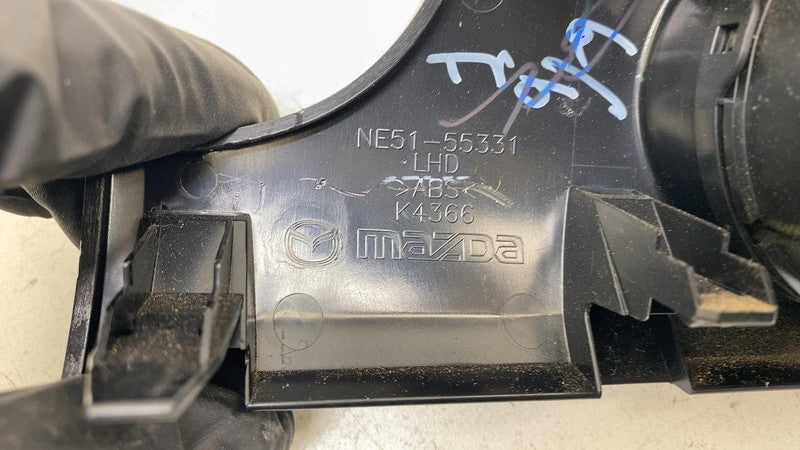 NE51-55331
LHD
>ABS<
K4366
mazda